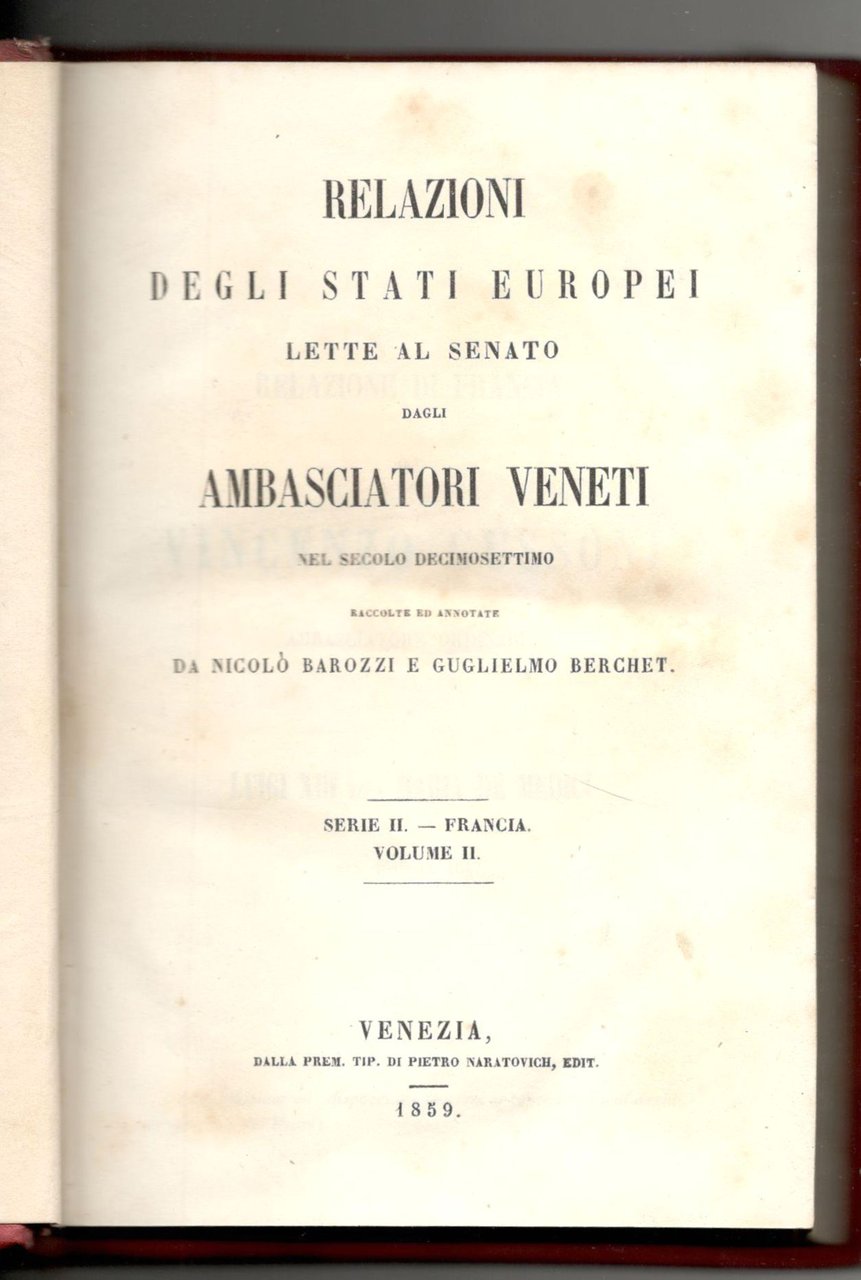 RELAZIONI
DEGLI STATI EUROPEI
LETTE AL SENATO
DAGLI
AMBASCIATORI VENETI
NEL SECOLO DECIMOSETTIMO
RACCOLTE ED ANNOTATE
DA NICOLÒ BAROZZI E GUGLIELMO BERCHET.
SERIE II. — FRANCIA.
VOLUME II.
VENEZIA,
DALLA PREM. TIP. DI PIETRO NARATOVICH, EDIT.
1859.